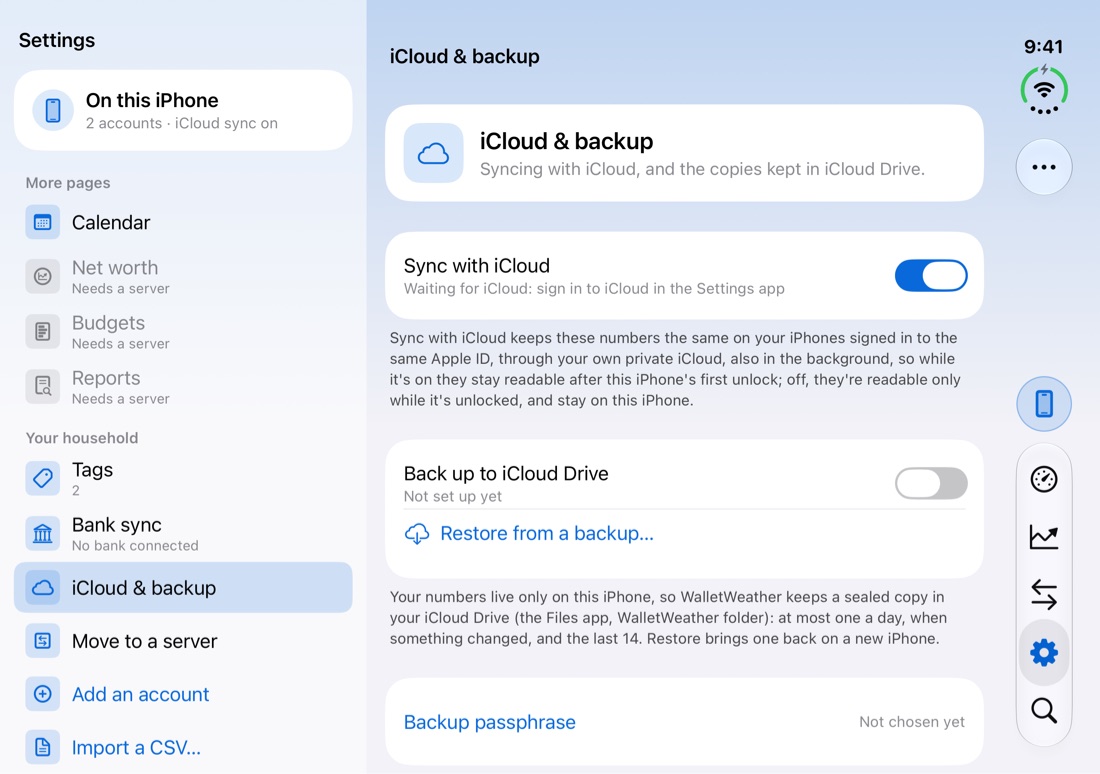 Settings
On this iPhone
2 accounts · iCloud sync on
More pages
Calendar
Net worth
Needs a server
Budgets
Needs a server
Reports
Needs a server
Your household
Tags
2
Bank sync
No bank connected
iCloud & backup
Move to a server
Add an account
Import a CSV...
iCloud & backup
iCloud & backup
Syncing with iCloud, and the copies kept in iCloud Drive.
Sync with iCloud
Waiting for iCloud: sign in to iCloud in the Settings app
Sync with iCloud keeps these numbers the same on your iPhones signed in to the
same Apple ID, through your own private iCloud, also in the background, so while
it's on they stay readable after this iPhone's first unlock; off, they're readable only
while it's unlocked, and stay on this iPhone.
Back up to iCloud Drive
Not set up yet
Restore from a backup...
Your numbers live only on this iPhone, so WalletWeather keeps a sealed copy in
your iCloud Drive (the Files app, WalletWeather folder): at most one a day, when
something changed, and the last 14. Restore brings one back on a new iPhone.
Backup passphrase
Not chosen yet
9:41